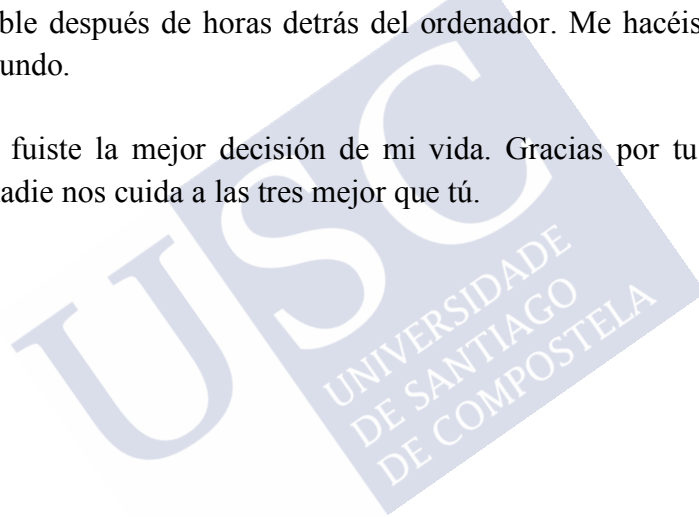 ble después de horas detrás del ordenador. Me hacéis
undo.
fuiste la mejor decisión de mi vida. Gracias por tu
adie nos cuida a las tres mejor que tú.
USC
UNIVERSIDADE
DE SANTIAGO
DE COMPOSTELA